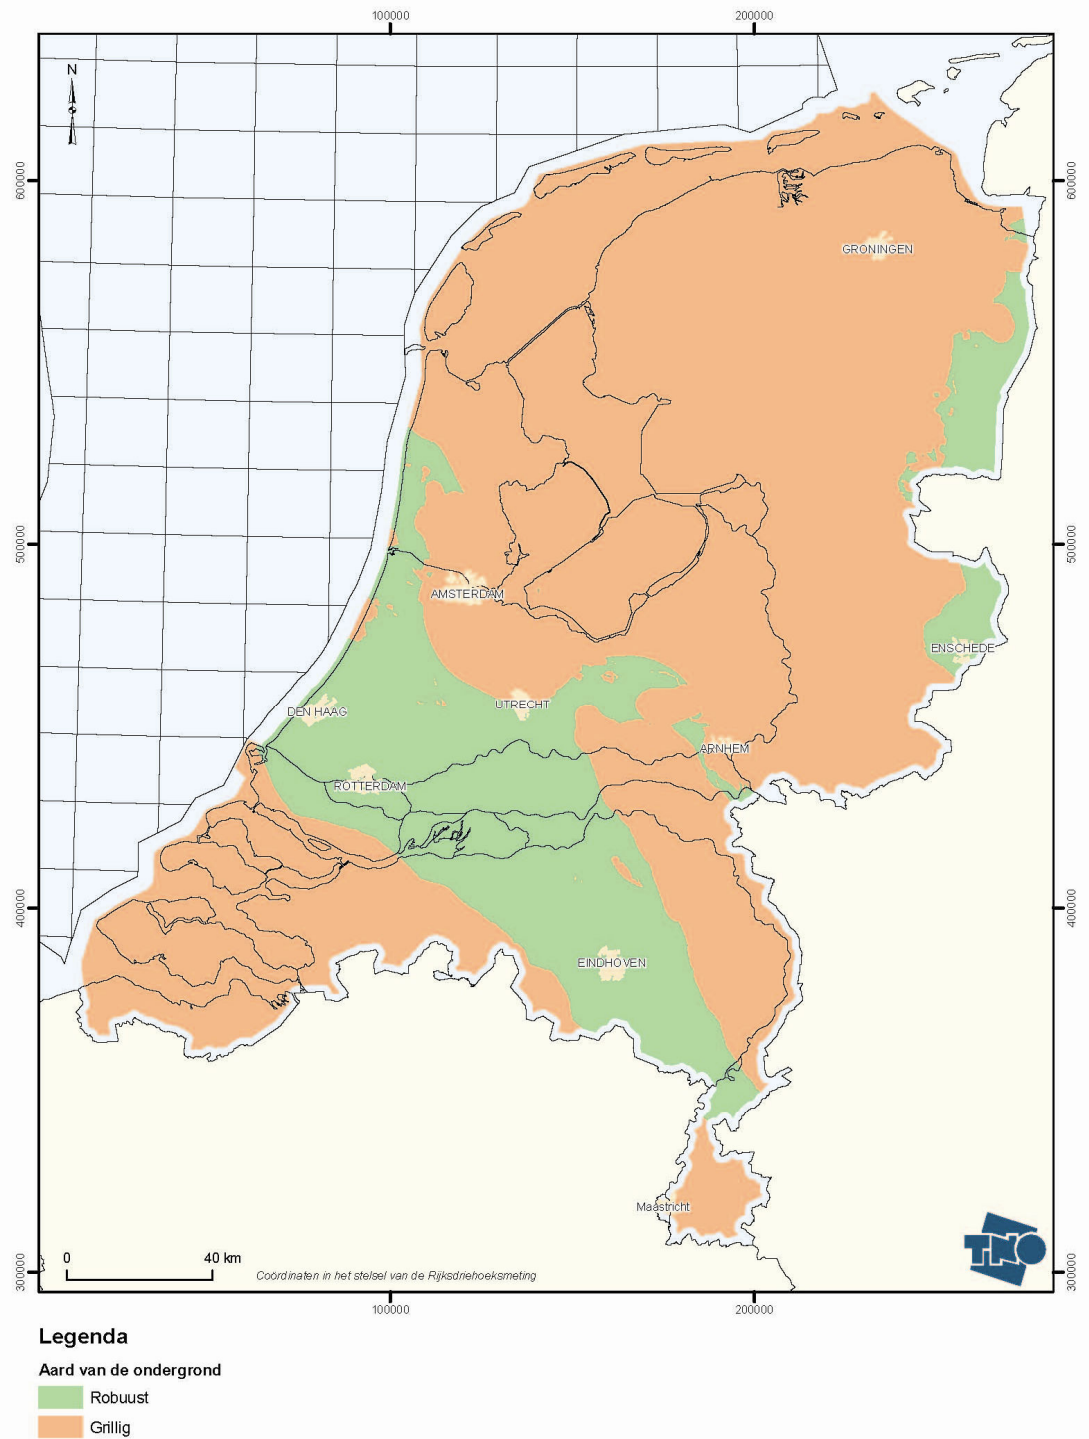 100000
200000
N
600000
600000
GRONINGEN
500000
500000
AMSTERDAM
ENSCHEDE
UTRECHT
DEN HAAG
ARNHEM
ROTTERDAM
400000
400000
EINDHOVEN
Maastricht
TNO
0
40 km
Coördinaten in het stelsel van de Rijksdriehoeksmeting
300000
300000
100000
200000
Legenda
Aard van de ondergrond
Robuust
Grillig